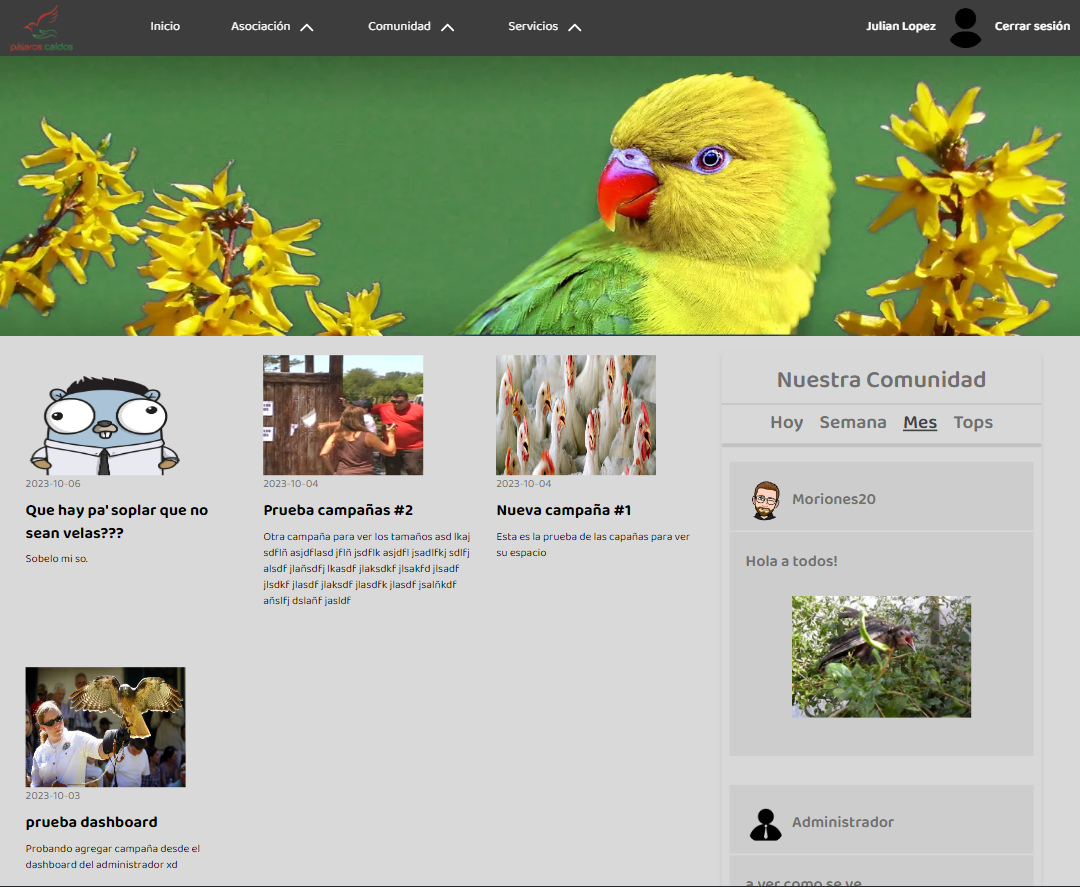 pájaros caídos
Inicio
Asociación
Comunidad
Servicios
Julian Lopez
Cerrar sesión
2023-10-06
Que hay pa' soplar que no
sean velas???
Sobelo mi so.
2023-10-04
Prueba campañas #2
Otra campaña para ver los tamaños asd lkaj
sdflñ asjdflasd jflñ jsdflk asjdfl jsadlfkj sdlfj
alsdf jlañsdfj lkasdf jlaksdkf jlsakfd jlsadf
jlsdkf jlasdf jlaksdf jlasdfk jlasdf jsalñkdf
añslfj dslañf jasldf
2023-10-04
Nueva campaña #1
Esta es la prueba de las capañas para ver
su espacio
2023-10-03
prueba dashboard
Probando agregar campaña desde el
dashboard del administrador xd
Nuestra Comunidad
Hoy Semana Mes Tops
Moriones20
Hola a todos!
Administrador
a ver como se ve